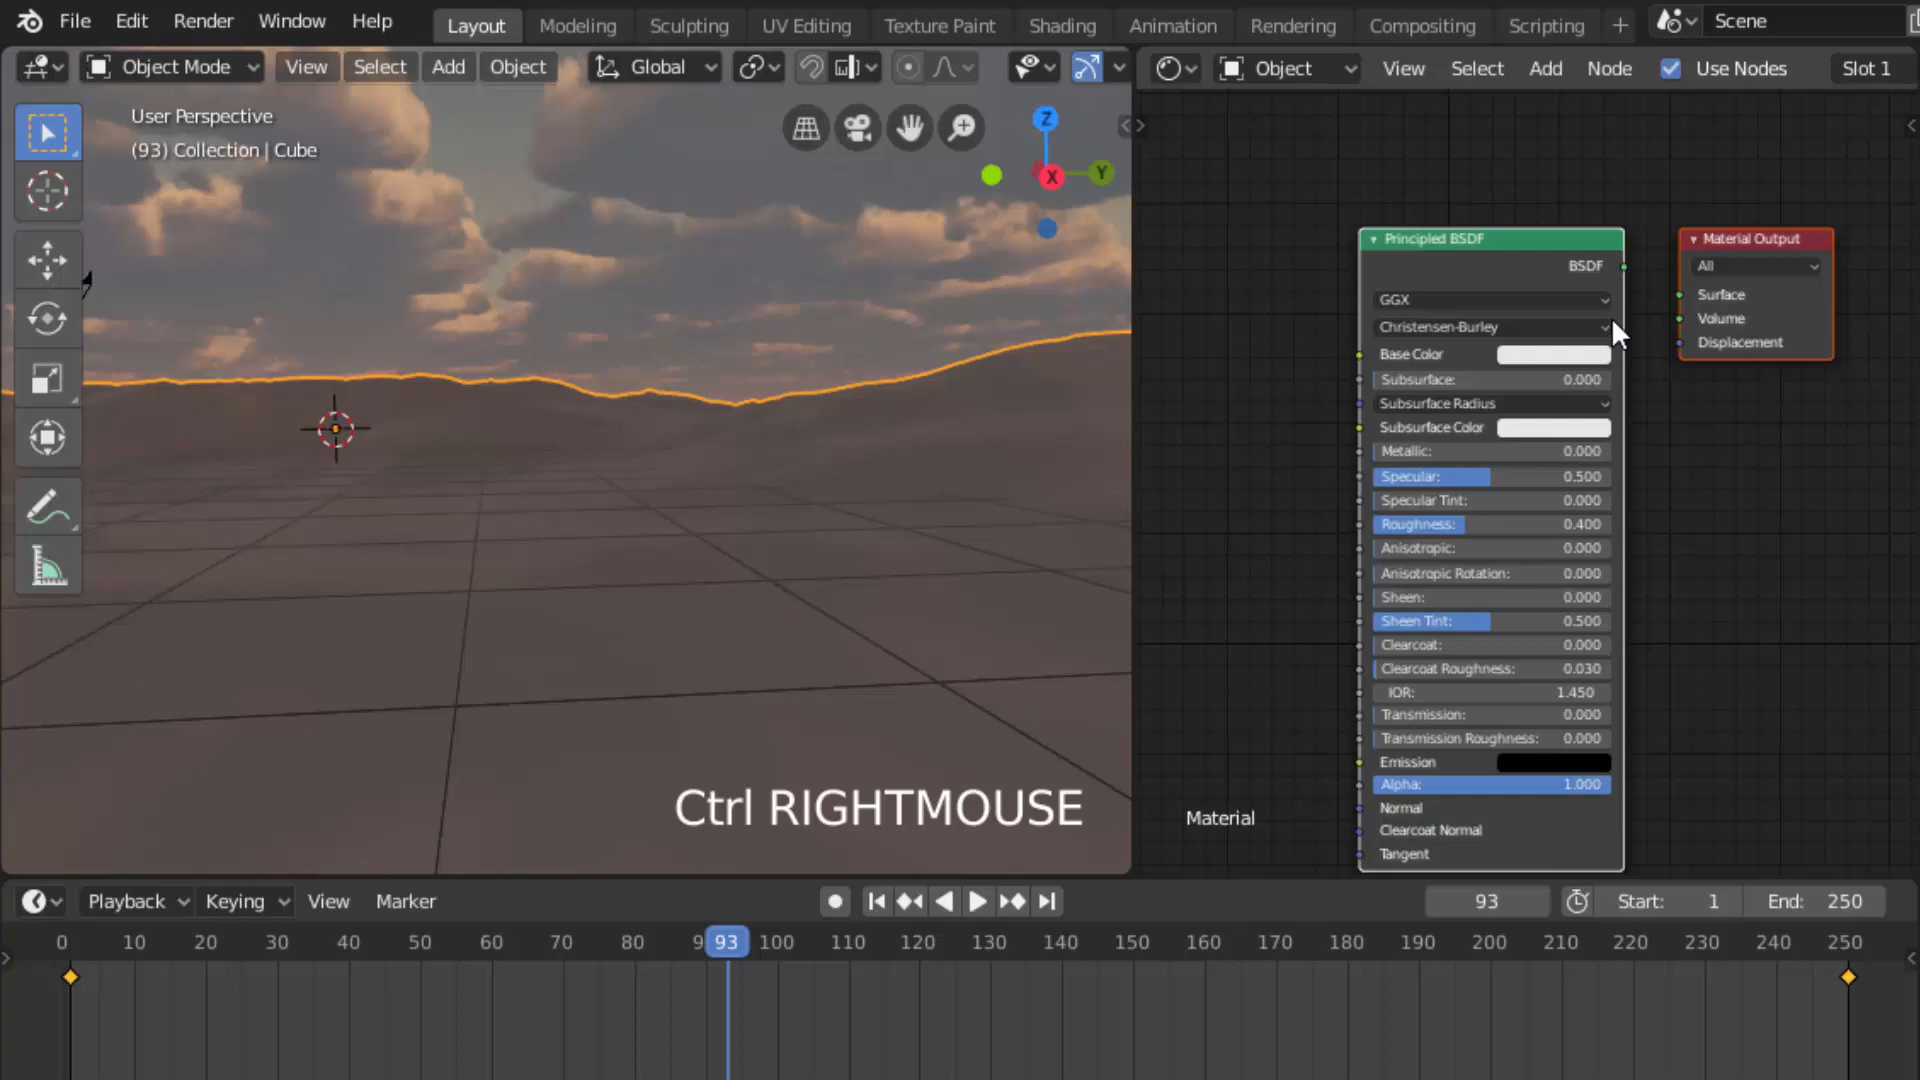 File Edit Render Window Help Layout Modeling Sculpting UV Editing Texture Paint Shading Animation Rendering Compositing Scripting + Scene
Object Mode View Select Add Object Global
Object View Select Add Node Use Nodes Slot 1
User Perspective
(93) Collection | Cube
Z
X
Y
Principled BSDF
BSDF
GGX
Christensen-Burley
Base Color
Subsurface: 0.000
Subsurface Radius
Subsurface Color
Metallic: 0.000
Specular: 0.500
Specular Tint: 0.000
Roughness: 0.400
Anisotropic: 0.000
Anisotropic Rotation: 0.000
Sheen: 0.000
Sheen Tint: 0.500
Clearcoat: 0.000
Clearcoat Roughness: 0.030
IOR: 1.450
Transmission: 0.000
Transmission Roughness: 0.000
Emission
Alpha: 1.000
Normal
Clearcoat Normal
Tangent
Material Output
All
Surface
Volume
Displacement
Ctrl RIGHTMOUSE
Material
Playback Keying View Marker 93 Start: 1 End: 250
0 10 20 30 40 50 60 70 80 9 93 100 110 120 130 140 150 160 170 180 190 200 210 220 230 240 250